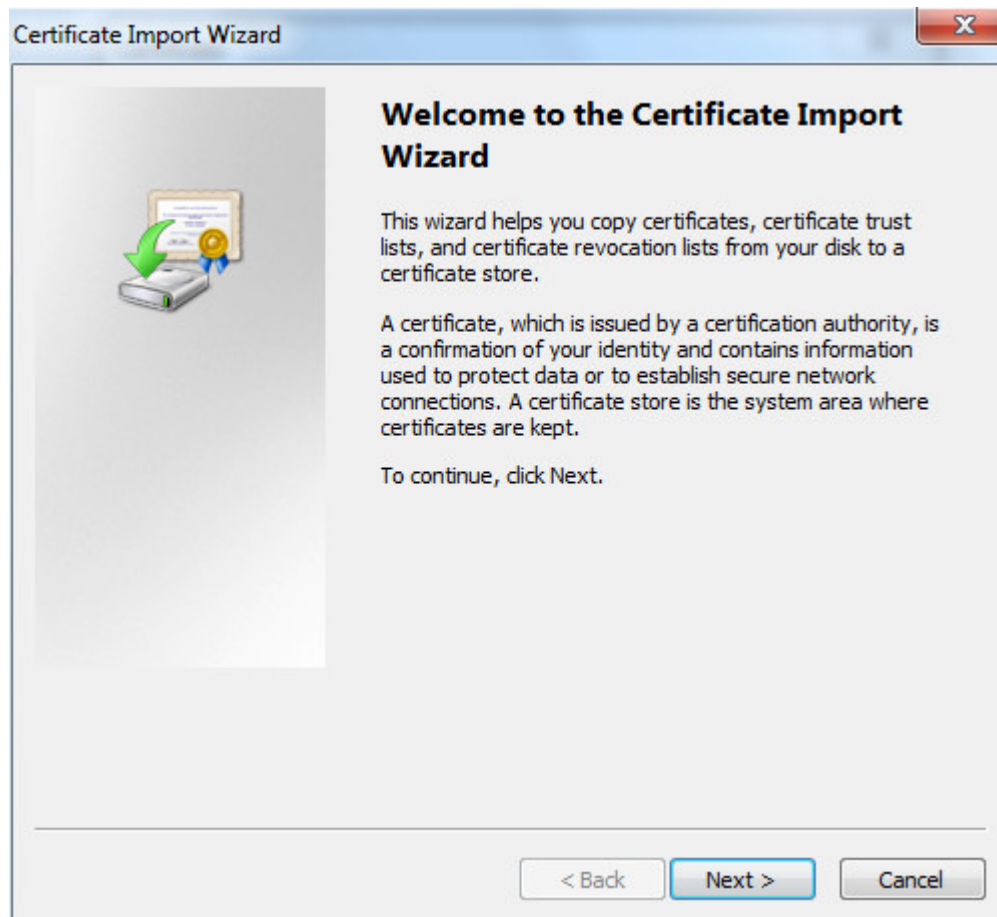 Certificate Import Wizard
Welcome to the Certificate Import
Wizard
This wizard helps you copy certificates, certificate trust
lists, and certificate revocation lists from your disk to a
certificate store.
A certificate, which is issued by a certification authority, is
a confirmation of your identity and contains information
used to protect data or to establish secure network
connections. A certificate store is the system area where
certificates are kept.
To continue, click Next.
< Back Next > Cancel